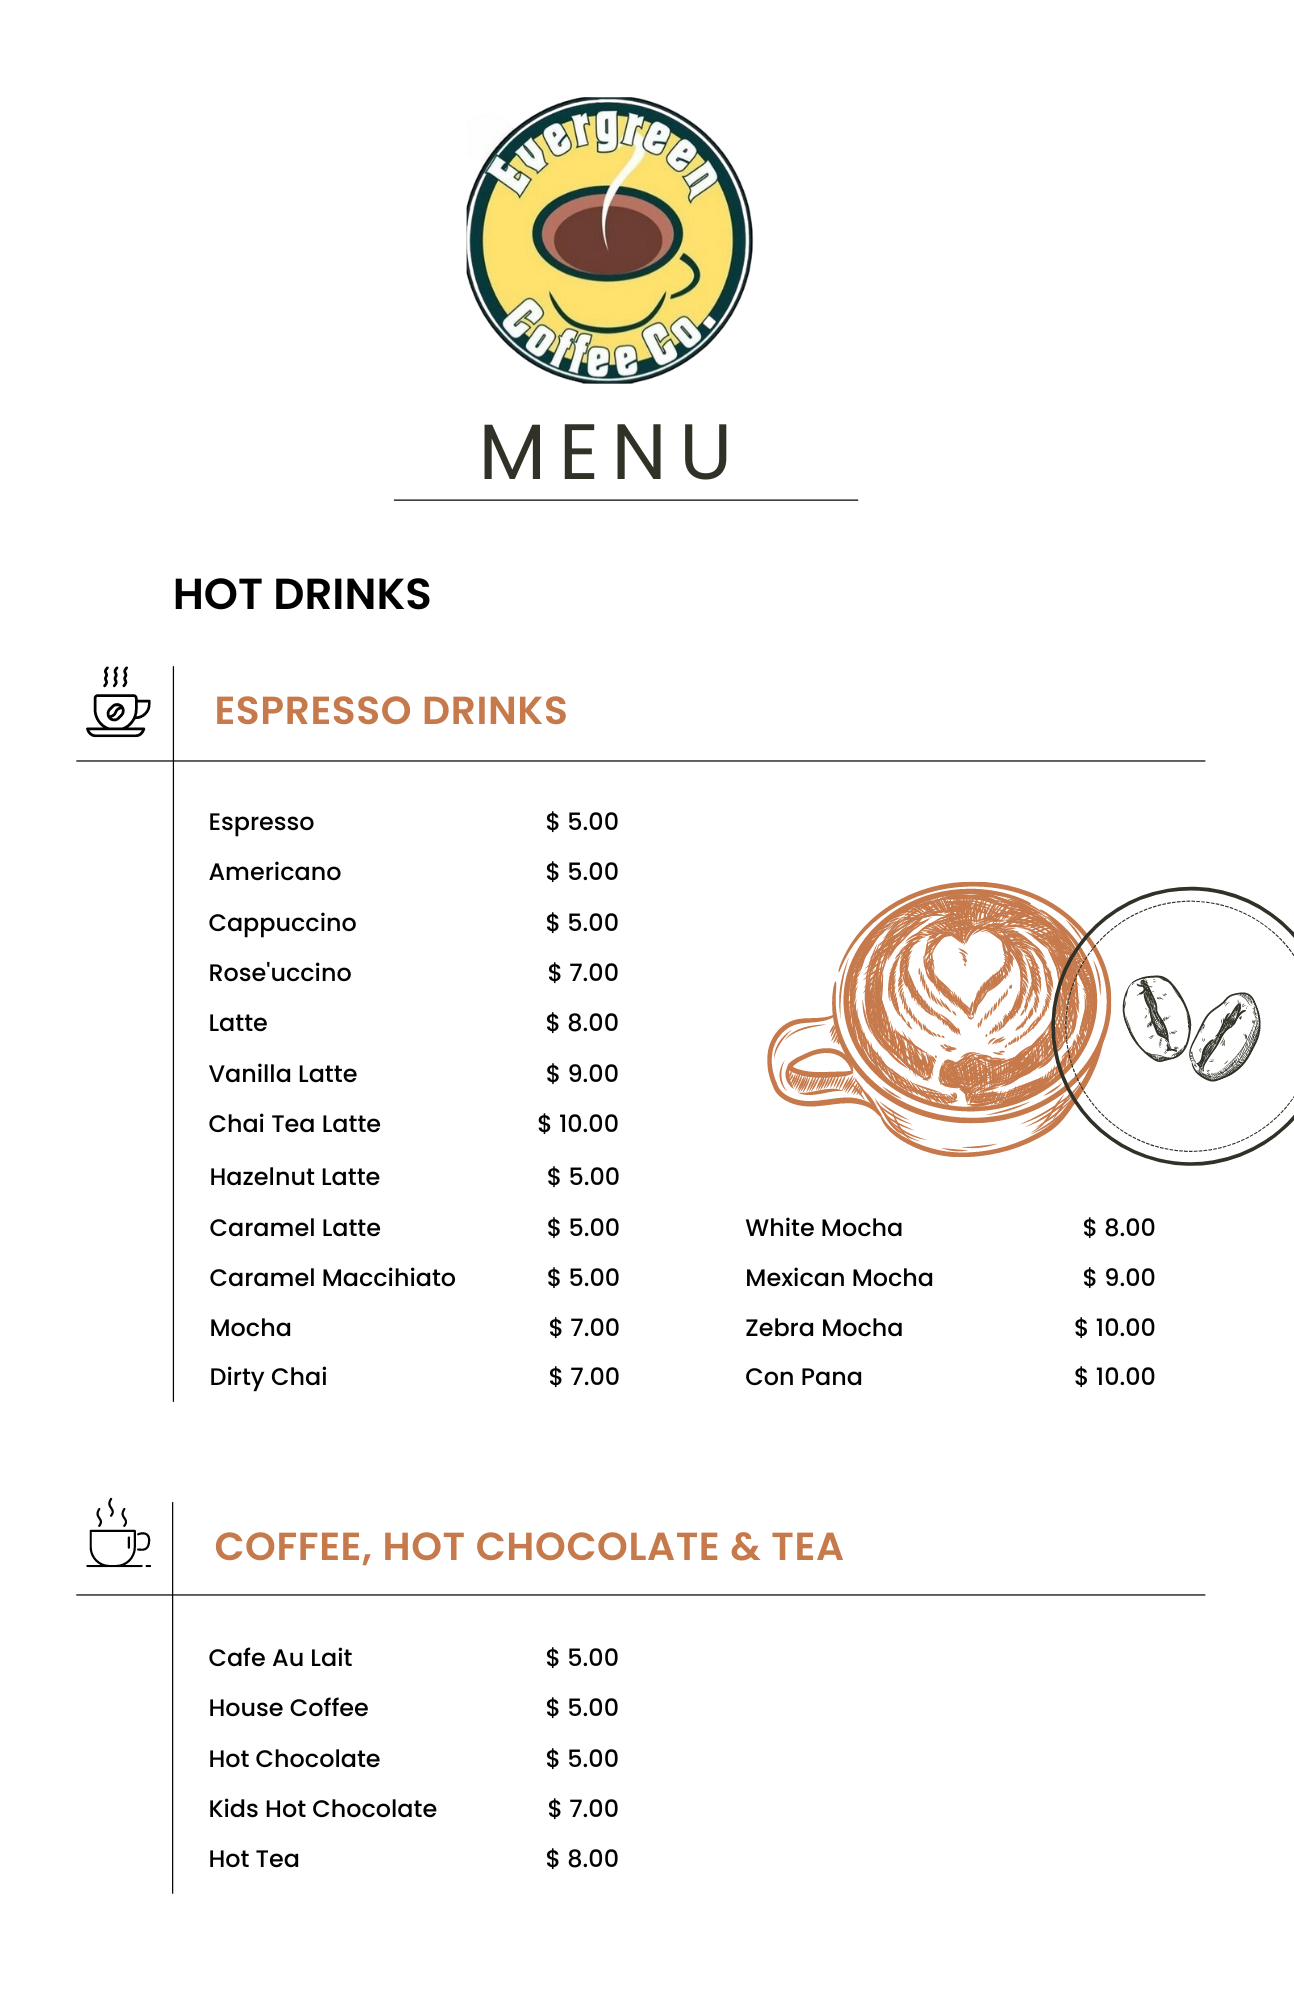 Evergreen
Coffee Co.
MENU
HOT DRINKS
ESPRESSO DRINKS
Espresso $ 5.00
Americano $ 5.00
Cappuccino $ 5.00
Rose'uccino $ 7.00
Latte $ 8.00
Vanilla Latte $ 9.00
Chai Tea Latte $ 10.00
Hazelnut Latte $ 5.00
Caramel Latte $ 5.00
Caramel Maccihiato $ 5.00
Mocha $ 7.00
Dirty Chai $ 7.00
White Mocha $ 8.00
Mexican Mocha $ 9.00
Zebra Mocha $ 10.00
Con Pana $ 10.00
COFFEE, HOT CHOCOLATE & TEA
Cafe Au Lait $ 5.00
House Coffee $ 5.00
Hot Chocolate $ 5.00
Kids Hot Chocolate $ 7.00
Hot Tea $ 8.00